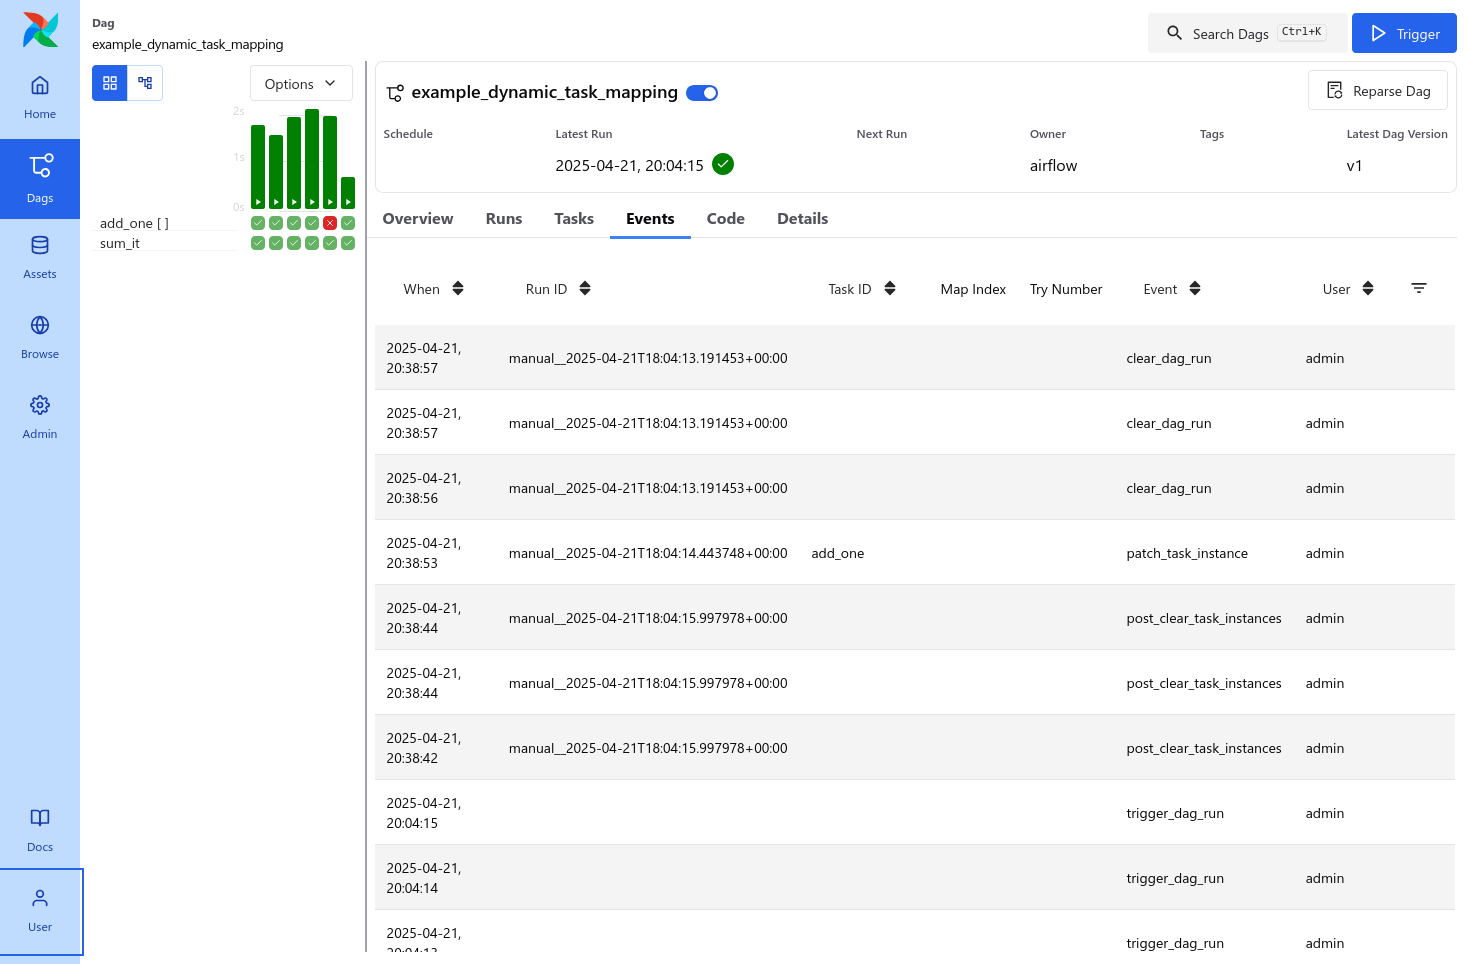 Dag
example_dynamic_task_mapping
Search Dags Ctrl+K
Trigger
Home
Dags
Assets
Browse
Admin
Docs
User
Options
2s
1s
0s
add_one [ ]
sum_it
example_dynamic_task_mapping
Reparse Dag
Schedule Latest Run Next Run Owner Tags Latest Dag Version
2025-04-21, 20:04:15 airflow v1
Overview Runs Tasks Events Code Details
When Run ID Task ID Map Index Try Number Event User
2025-04-21,
20:38:57 manual__2025-04-21T18:04:13.191453+00:00 clear_dag_run admin
2025-04-21,
20:38:57 manual__2025-04-21T18:04:13.191453+00:00 clear_dag_run admin
2025-04-21,
20:38:56 manual__2025-04-21T18:04:13.191453+00:00 clear_dag_run admin
2025-04-21,
20:38:53 manual__2025-04-21T18:04:14.443748+00:00 add_one patch_task_instance admin
2025-04-21,
20:38:44 manual__2025-04-21T18:04:15.997978+00:00 post_clear_task_instances admin
2025-04-21,
20:38:44 manual__2025-04-21T18:04:15.997978+00:00 post_clear_task_instances admin
2025-04-21,
20:38:42 manual__2025-04-21T18:04:15.997978+00:00 post_clear_task_instances admin
2025-04-21,
20:04:15 trigger_dag_run admin
2025-04-21,
20:04:14 trigger_dag_run admin
2025-04-21,
trigger_dag_run admin